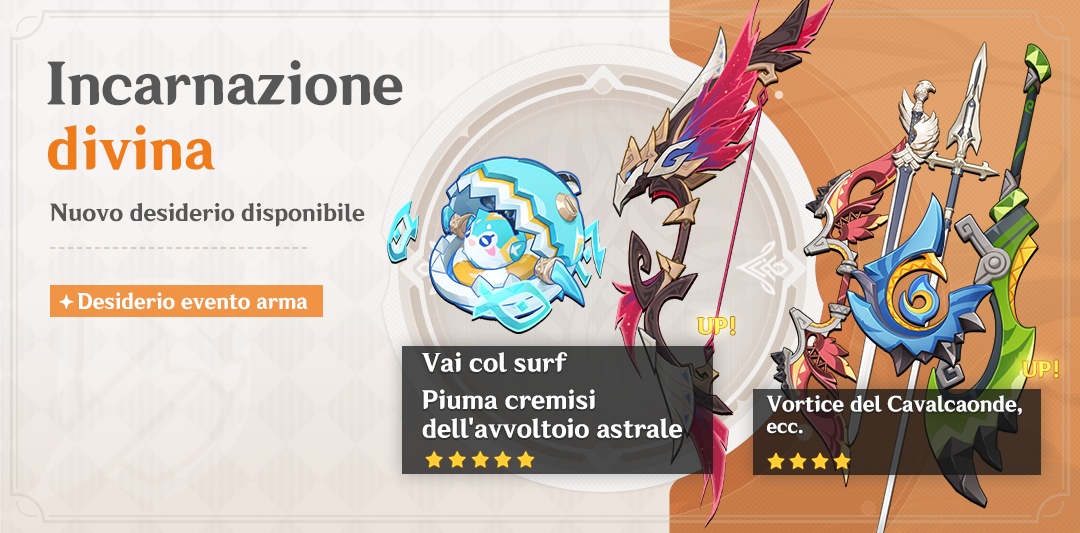 Incarnazione
divina
Nuovo desiderio disponibile
Desiderio evento arma
UP!
Vai col surf
Piuma cremisi
dell'avvoltoio astrale
UP!
Vortice del Cavalcaonde,
ecc.